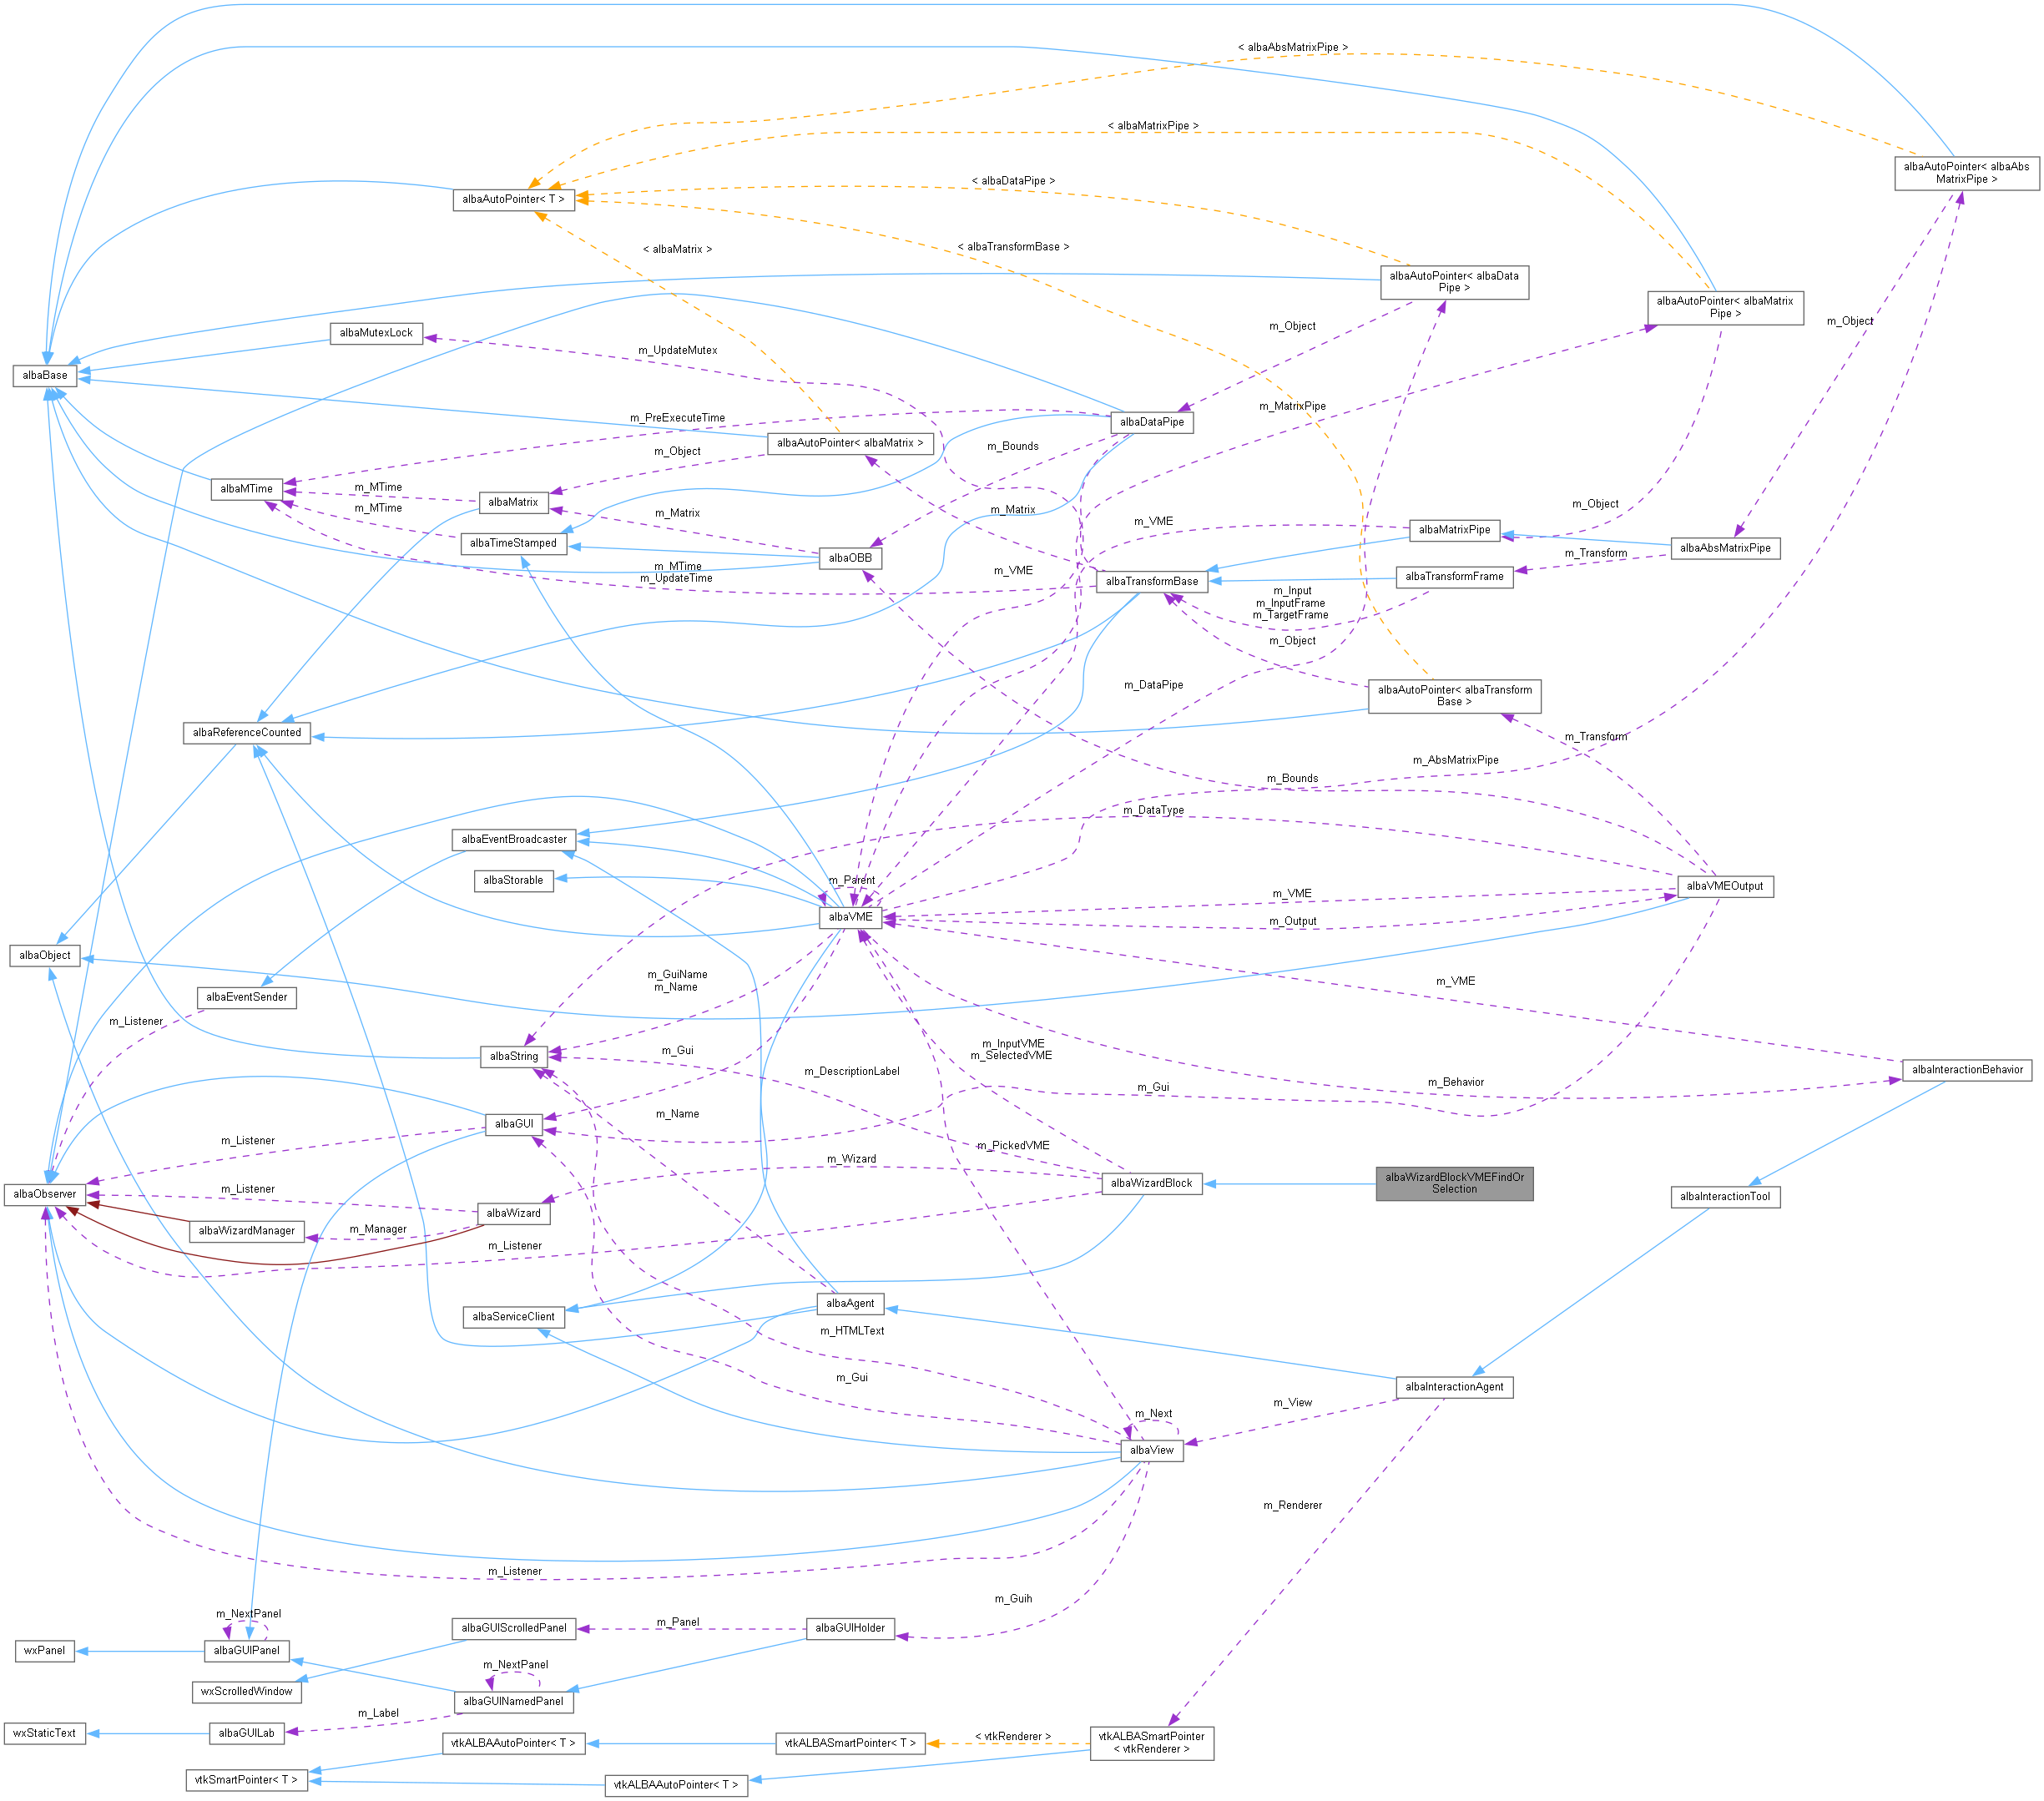 < albaAbsMatrixPipe >
< albaMatrixPipe >
albaAutoPointer< albaAbs
MatrixPipe >
< albaDataPipe >
albaAutoPointer< T >
< albaMatrix >
< albaTransformBase >
albaAutoPointer< albaData
Pipe >
albaAutoPointer< albaMatrix
Pipe >
m_Object
m_Object
albaMutexLock
m_UpdateMutex
albaBase
m_MatrixPipe
m_PreExecuteTime
albaDataPipe
albaAutoPointer< albaMatrix >
m_Bounds
m_Object
albaMTime
m_MTime
albaMatrix
m_MTime
m_Matrix
m_Matrix
m_Object
m_VME
albaMatrixPipe
albaTimeStamped
albaAbsMatrixPipe
albaOBB
m_Transform
m_MTime
m_UpdateTime
m_VME
albaTransformBase
albaTransformFrame
m_Input
m_InputFrame
m_TargetFrame
m_Object
m_DataPipe
albaAutoPointer< albaTransform
Base >
albaReferenceCounted
m_Transform
m_AbsMatrixPipe
m_Bounds
m_DataType
albaEventBroadcaster
albaStorable
m_Parent
albaVMEOutput
m_VME
albaVME
m_Output
albaObject
m_GuiName
m_Name
m_VME
albaEventSender
m_Listener
m_InputVME
m_SelectedVME
albaString
m_Gui
m_DescriptionLabel
m_Gui
m_Behavior
albaInteractionBehavior
m_Name
albaGUI
m_Listener
m_PickedVME
m_Wizard
albaWizardBlock
albaWizardBlockVMEFindOr
Selection
albaObserver
m_Listener
albaInteractionTool
albaWizard
albaWizardManager
m_Manager
m_Listener
albaAgent
albaServiceClient
m_HTMLText
m_Gui
albaInteractionAgent
m_View
m_Next
albaView
m_Renderer
m_Listener
m_Guih
m_NextPanel
albaGUIScrolledPanel
m_Panel
albaGUIHolder
wxPanel
albaGUIPanel
m_NextPanel
wxScrolledWindow
albaGUINamedPanel
m_Label
wxStaticText
albaGUILab
vtkALBAAutoPointer< T >
vtkALBASmartPointer< T >
< vtkRenderer >
vtkALBASmartPointer
< vtkRenderer >
vtkSmartPointer< T >
vtkALBAAutoPointer< T >